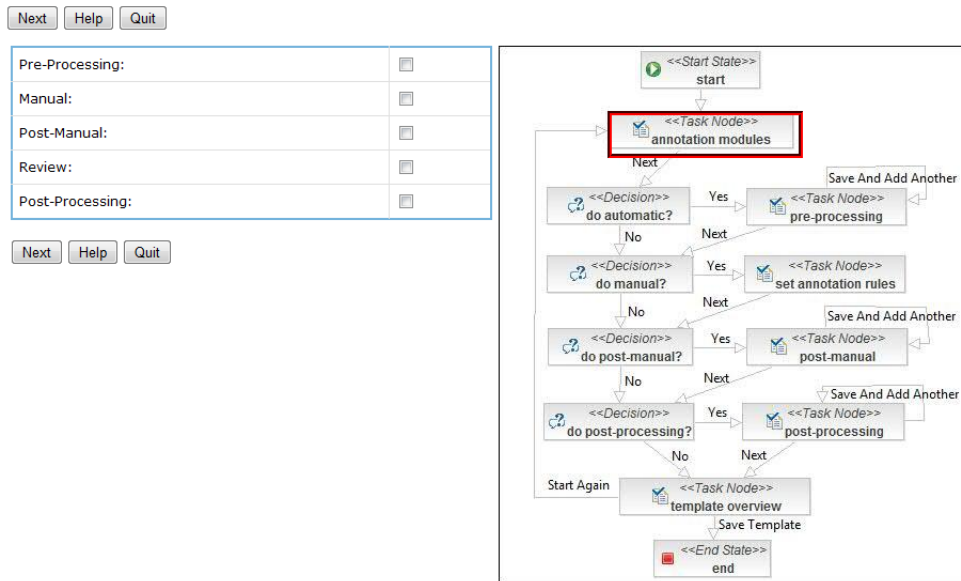 Next Help Quit
Pre-Processing:
Manual:
Post-Manual:
Review:
Post-Processing:
Next Help Quit
<<Start State>>
start
<<Task Node>>
annotation modules
Next
Save And Add Another
<<Decision>>
do automatic?
Yes
<<Task Node>>
pre-processing
No
Next
<<Decision>>
do manual?
Yes
<<Task Node>>
set annotation rules
No
Next
Save And Add Another
<<Decision>>
do post-manual?
Yes
<<Task Node>>
post-manual
No
Next
Save And Add Another
<<Decision>>
do post-processing?
Yes
<<Task Node>>
post-processing
No
Next
Start Again
<<Task Node>>
template overview
Save Template
<<End State>>
end